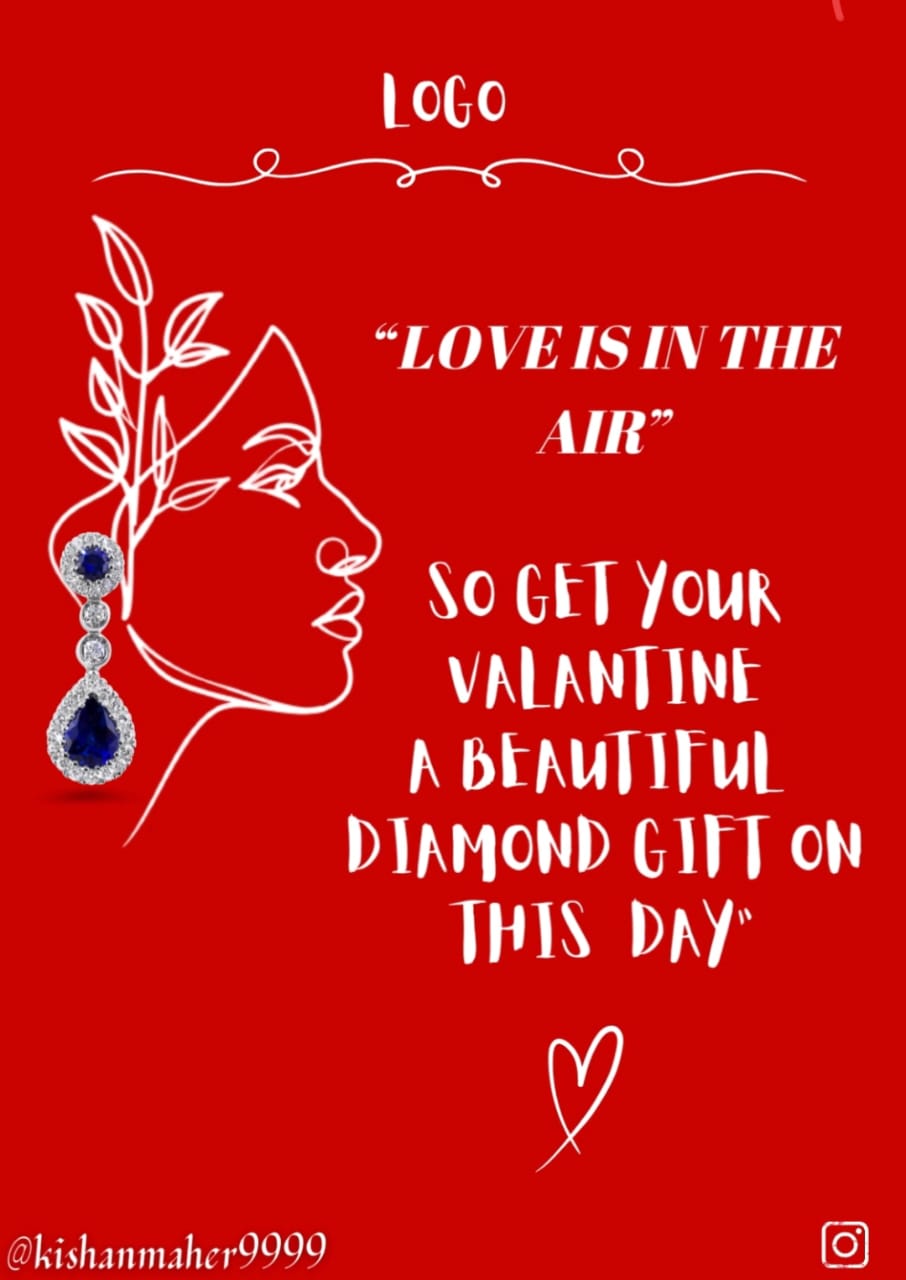 LOGO
“LOVE IS IN THE
AIR”
SO GET YOUR
VALANTINE
A BEAUTIFUL
DIAMOND GIFT ON
THIS DAY"
@kishanmaher9999